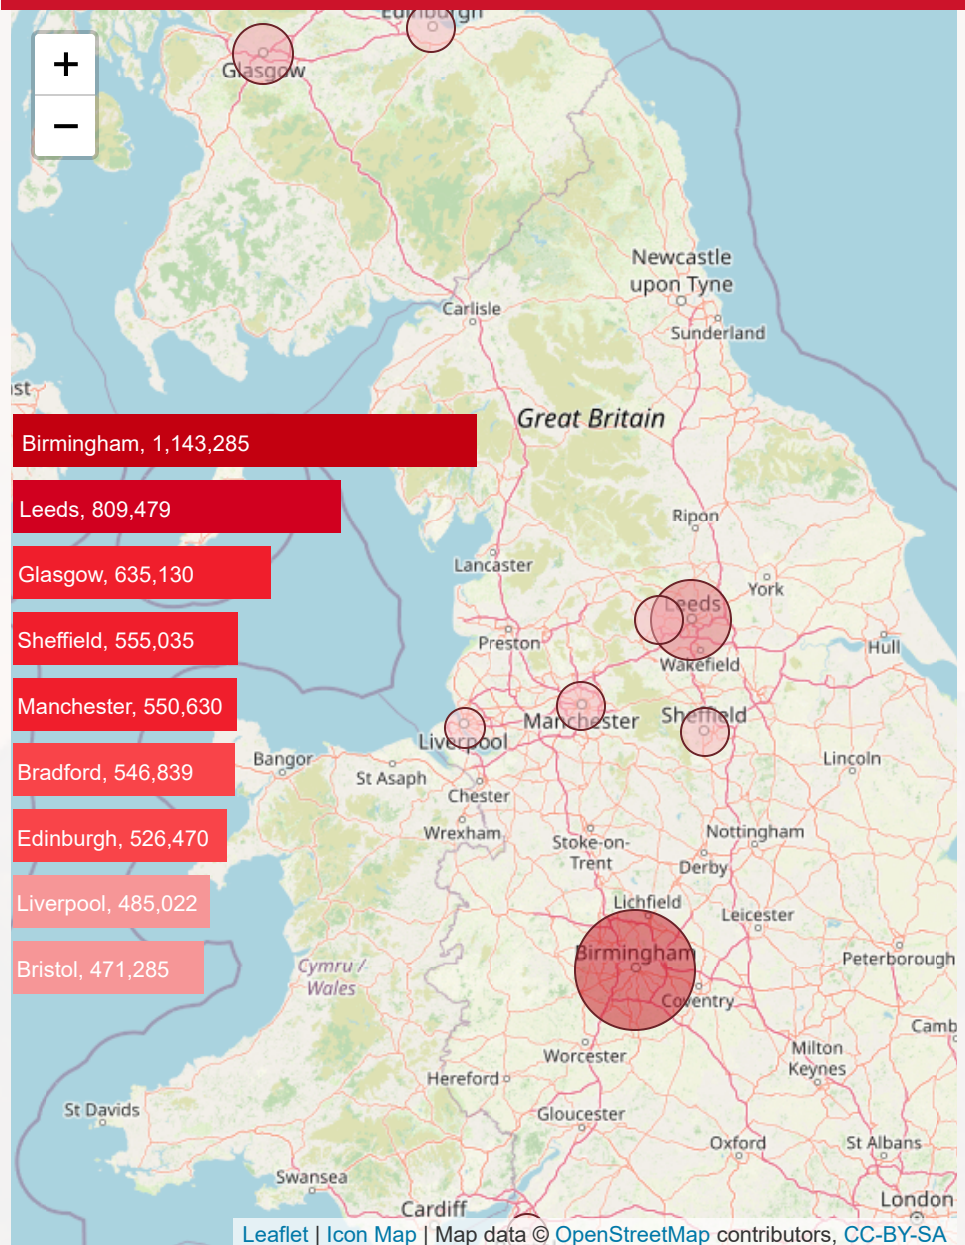 Edinburgh
+
Glasgow
−
Newcastle
upon Tyne
Carlisle
Sunderland
ast
Great Britain
Birmingham, 1,143,285
Leeds, 809,479
Ripon
Lancaster
Glasgow, 635,130
York
Leeds
Sheffield, 555,035
Preston
Hull
Wakefield
Manchester, 550,630
Manchester
Sheffield
Liverpool
Bangor
Lincoln
Bradford, 546,839
St Asaph
Chester
Edinburgh, 526,470
Wrexham
Nottingham
Stoke-on-
Trent
Derby
Liverpool, 485,022
Lichfield
Leicester
Birmingham
Peterborough
Bristol, 471,285
Cymru /
Wales
Coventry
Camb
Worcester
Milton
Keynes
Hereford
St Davids
Gloucester
Oxford
St Albans
Swansea
London
Cardiff
Leaflet | Icon Map | Map data © OpenStreetMap contributors, CC-BY-SA